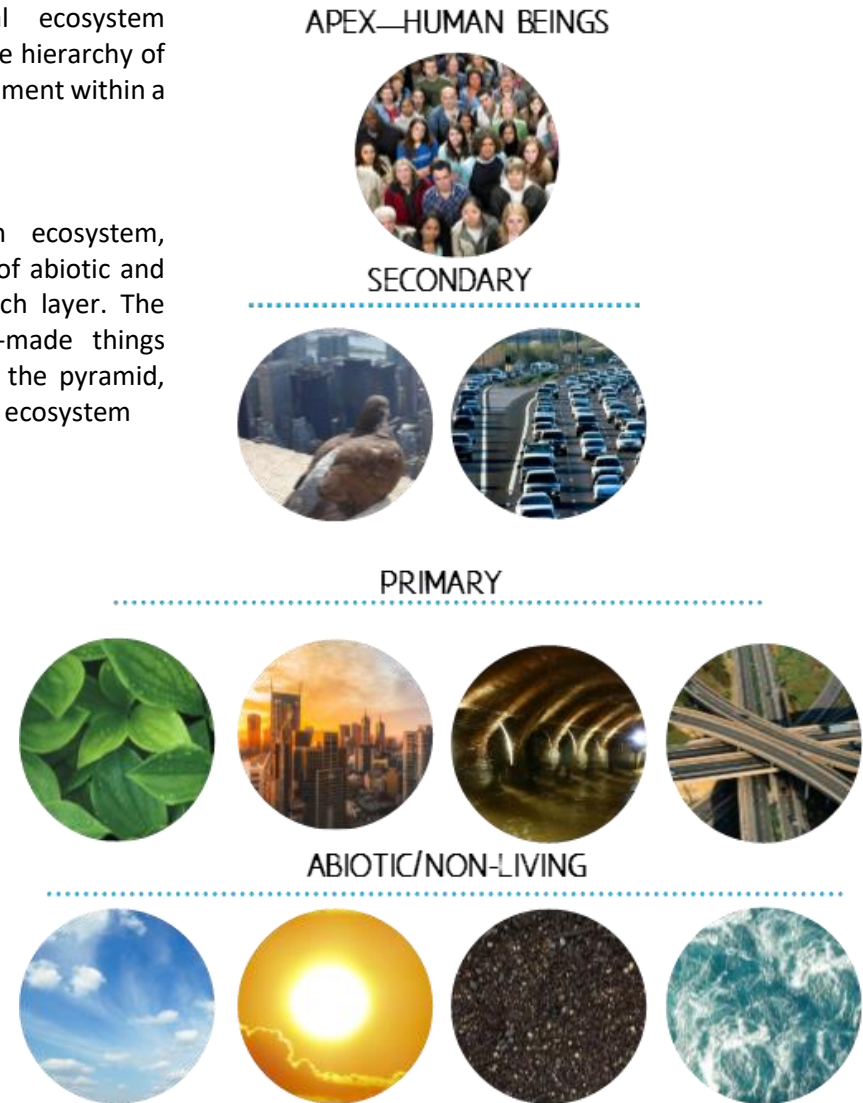 al ecosystem
e hierarchy of
ment within a
ecosystem,
of abiotic and
ch layer. The
-made things
the pyramid,
ecosystem
APEX—HUMAN BEINGS
SECONDARY
PRIMARY
ABIOTIC/NON-LIVING